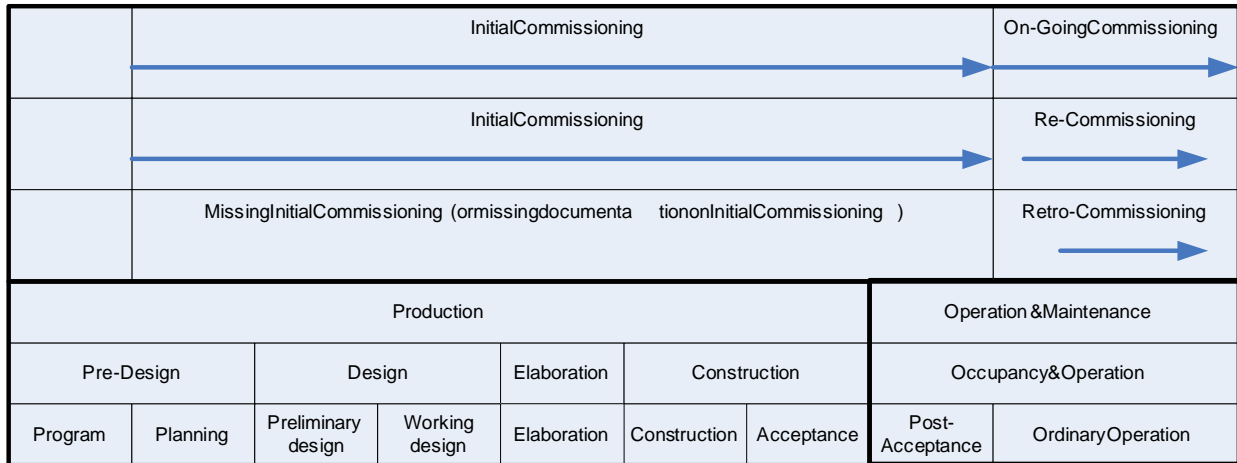 InitialCommissioning
On-GoingCommissioning
InitialCommissioning
Re-Commissioning
MissingInitialCommissioning (ormissingdocumenta tiononInitialCommissioning )
Retro-Commissioning
Production
Operation &Maintenance
Pre-Design
Design
Elaboration
Construction
Occupancy&Operation
Program
Planning
Preliminary
design
Working
design
Elaboration
Construction
Acceptance
Post-
Acceptance
OrdinaryOperation